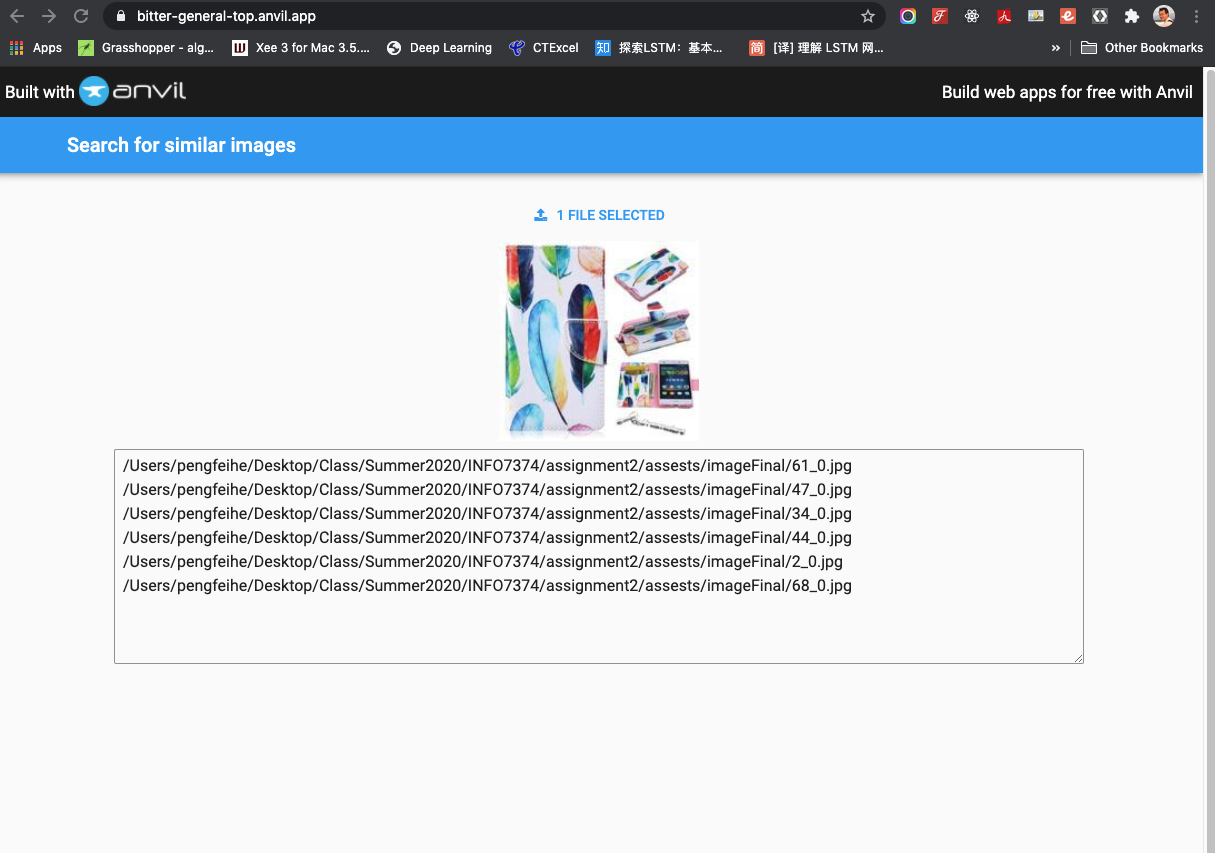 bitter-general-top.anvil.app
Apps
Grasshopper - alg...
Xee 3 for Mac 3.5....
Deep Learning
CTExcel
探索LSTM：基本...
[译] 理解 LSTM 网...
»
Other Bookmarks
Built with anvil
Build web apps for free with Anvil
Search for similar images
1 FILE SELECTED
/Users/pengfeihe/Desktop/Class/Summer2020/INFO7374/assignment2/assests/imageFinal/61_0.jpg
/Users/pengfeihe/Desktop/Class/Summer2020/INFO7374/assignment2/assests/imageFinal/47_0.jpg
/Users/pengfeihe/Desktop/Class/Summer2020/INFO7374/assignment2/assests/imageFinal/34_0.jpg
/Users/pengfeihe/Desktop/Class/Summer2020/INFO7374/assignment2/assests/imageFinal/44_0.jpg
/Users/pengfeihe/Desktop/Class/Summer2020/INFO7374/assignment2/assests/imageFinal/2_0.jpg
/Users/pengfeihe/Desktop/Class/Summer2020/INFO7374/assignment2/assests/imageFinal/68_0.jpg